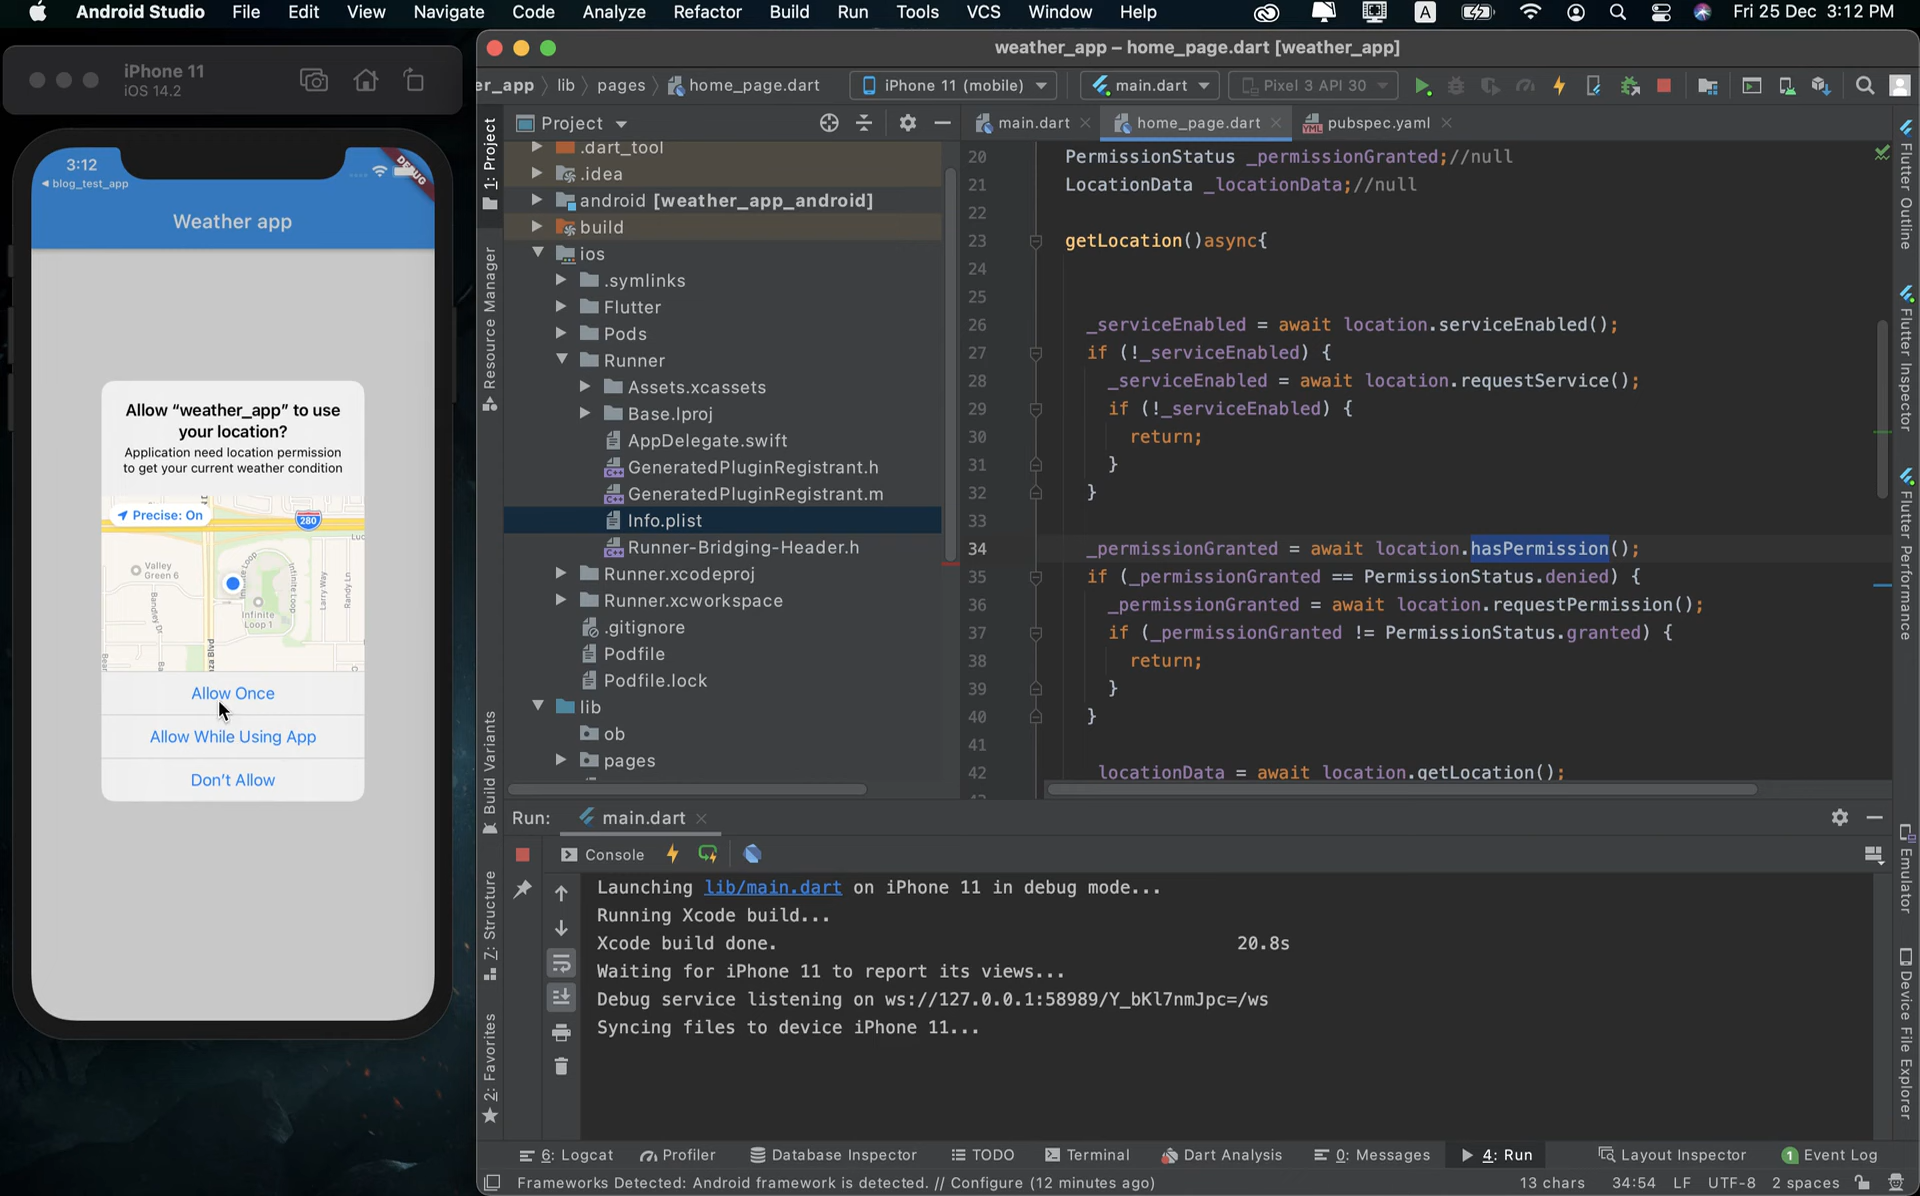 Android Studio File Edit View Navigate Code Analyze Refactor Build Run Tools VCS Window Help A Fri 25 Dec 3:12 PM
iPhone 11
iOS 14.2
3:12
blog_test_app
DEBUG
Weather app
Allow “weather_app” to use
your location?
Application need location permission
to get your current weather condition
Precise: On
280
Valley
Green 6
Infinite
Loop 1
Infinite Loop
Larry Way
Randy Ln
Allow Once
Allow While Using App
Don’t Allow
weather_app – home_page.dart [weather_app]
er_app lib pages home_page.dart iPhone 11 (mobile) main.dart Pixel 3 API 30
1: Project
Resource Manager
Build Variants
7: Structure
2: Favorites
Project
.dart_tool
.idea
android [weather_app_android]
build
ios
.symlinks
Flutter
Pods
Runner
Assets.xcassets
Base.lproj
AppDelegate.swift
GeneratedPluginRegistrant.h
GeneratedPluginRegistrant.m
Info.plist
Runner-Bridging-Header.h
Runner.xcodeproj
Runner.xcworkspace
.gitignore
Podfile
Podfile.lock
lib
ob
pages
main.dart home_page.dart pubspec.yaml
20 PermissionStatus _permissionGranted;//null
21 LocationData _locationData;//null
22
23 getLocation()async{
24
25
26 _serviceEnabled = await location.serviceEnabled();
27 if (!_serviceEnabled) {
28 _serviceEnabled = await location.requestService();
29 if (!_serviceEnabled) {
30 return;
31 }
32 }
33
34 _permissionGranted = await location.hasPermission();
35 if (_permissionGranted == PermissionStatus.denied) {
36 _permissionGranted = await location.requestPermission();
37 if (_permissionGranted != PermissionStatus.granted) {
38 return;
39 }
40 }
41
42 locationData = await location.getLocation();
Flutter Outline
Flutter Inspector
Flutter Performance
Emulator
Device File Explorer
Run: main.dart
Console
Launching lib/main.dart on iPhone 11 in debug mode...
Running Xcode build...
Xcode build done. 20.8s
Waiting for iPhone 11 to report its views...
Debug service listening on ws://127.0.0.1:58989/Y_bKl7nmJpc=/ws
Syncing files to device iPhone 11...
6: Logcat Profiler Database Inspector TODO Terminal Dart Analysis 0: Messages 4: Run Layout Inspector 1 Event Log
Frameworks Detected: Android framework is detected. // Configure (12 minutes ago) 13 chars 34:54 LF UTF-8 2 spaces